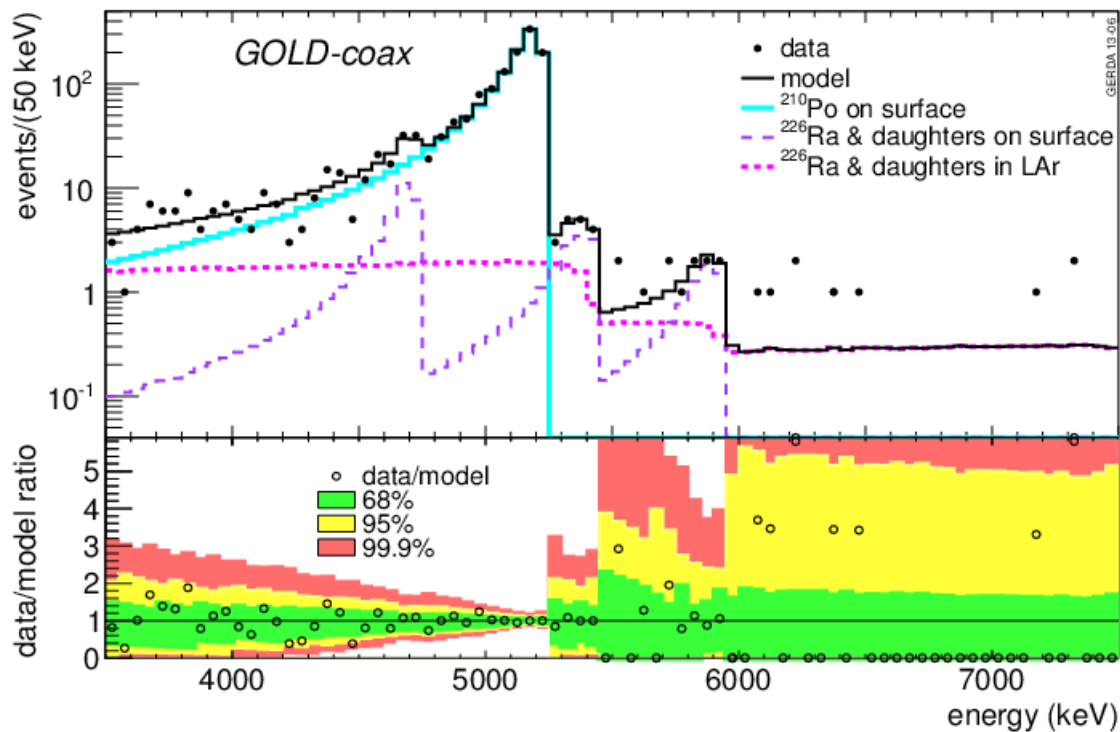 GOLD-coax
data
model
²¹⁰Po on surface
²²⁶Ra & daughters on surface
²²⁶Ra & daughters in LAr
GERDA 13-06
events/(50 keV)
10²
10
1
10⁻¹
data/model
68%
95%
99.9%
data/model ratio
5
4
3
2
1
0
4000 5000 6000 7000
energy (keV)